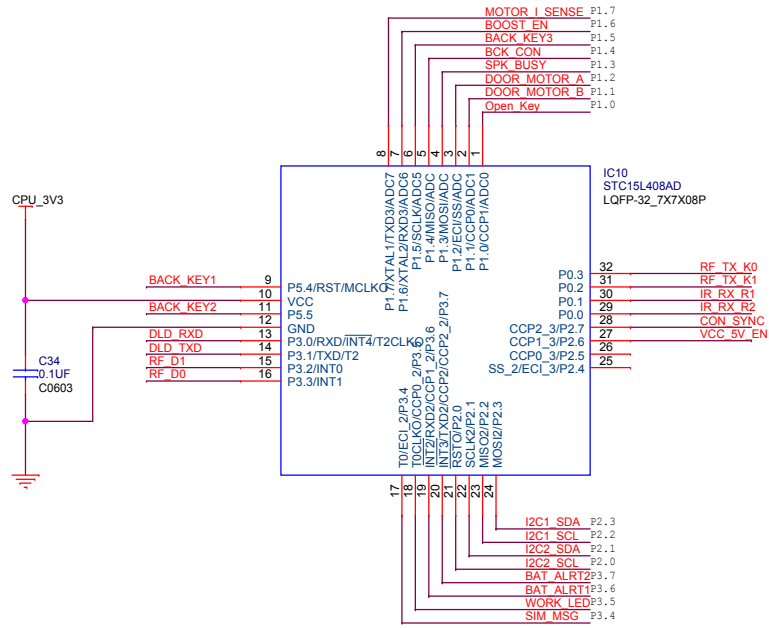 MOTOR_I_SENSE P1.7
BOOST_EN P1.6
BACK_KEY3 P1.5
BCK_CON P1.4
SPK_BUSY P1.3
DOOR_MOTOR_A P1.2
DOOR_MOTOR_B P1.1
Open_Key P1.0
8 7 6 5 4 3 2 1
P1.7/XTAL1/TXD3/ADC7
P1.6/XTAL2/RXD3/ADC6
P1.5/SCLK/ADC5
P1.4/MISO/ADC
P1.3/MOSI/ADC
P1.2/ECI/SS/ADC
P1.1/CCP0/ADC1
P1.0/CCP1/ADC0
IC10
STC15L408AD
LQFP-32_7X7X08P
CPU_3V3
BACK_KEY1 9 P5.4/RST/MCLKO
10 VCC
BACK_KEY2 11 P5.5
12 GND
DLD_RXD 13 P3.0/RXD/INT4/T2CLKO
DLD_TXD 14 P3.1/TXD/T2
RF_D1 15 P3.2/INT0
RF_D0 16 P3.3/INT1
P0.3 32 RF_TX_K0
P0.2 31 RF_TX_K1
P0.1 30 IR_RX_R1
P0.0 29 IR_RX_R2
CCP2_3/P2.7 28 CON_SYNC
CCP1_3/P2.6 27 VCC_5V_EN
CCP0_3/P2.5 26
SS_2/ECI_3/P2.4 25
C34
0.1UF
C0603
T0/ECI_2/P3.4
T0CLKO/CCP0_2/P3.5
INT2/RXD2/CCP1_2/P3.6
INT3/TXD2/CCP2/CCP2_2/P3.7
RSTO/P2.0
SCLK2/P2.1
MISO2/P2.2
MOSI2/P2.3
17 18 19 20 21 22 23 24
I2C1_SDA P2.3
I2C1_SCL P2.2
I2C2_SDA P2.1
I2C2_SCL P2.0
BAT_ALRT2 P3.7
BAT_ALRT1 P3.6
WORK_LED P3.5
SIM_MSG P3.4